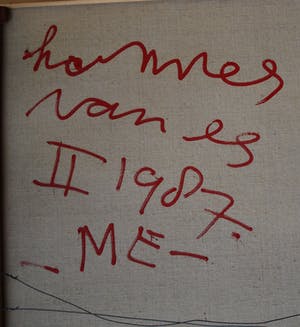 hannes
van es
II 1987.
- ME -